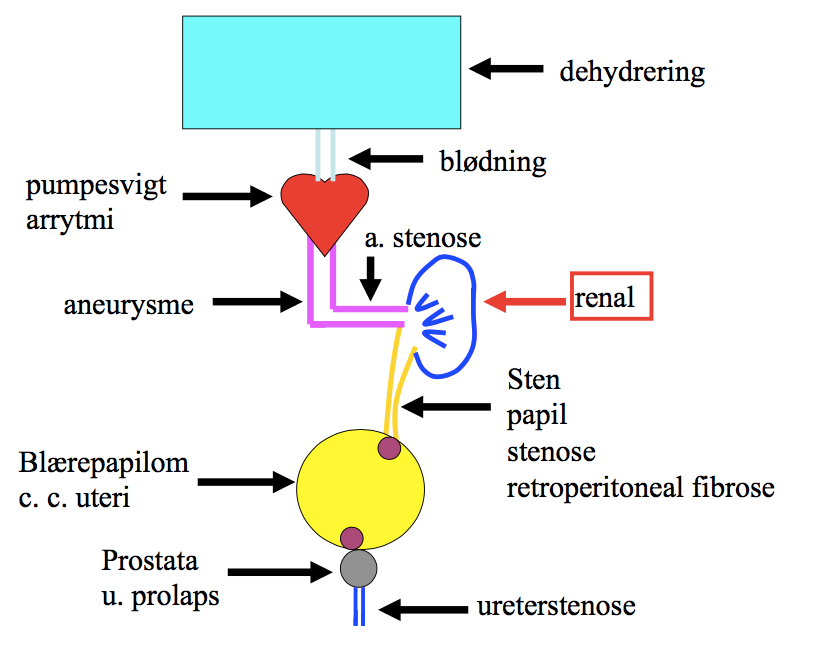 dehydrering
blødning
pumpesvigt
arrytmi
a. stenose
aneurysme
renal
Sten
papil
stenose
retroperitoneal fibrose
Blærepapilom
c. c. uteri
Prostata
u. prolaps
ureterstenose